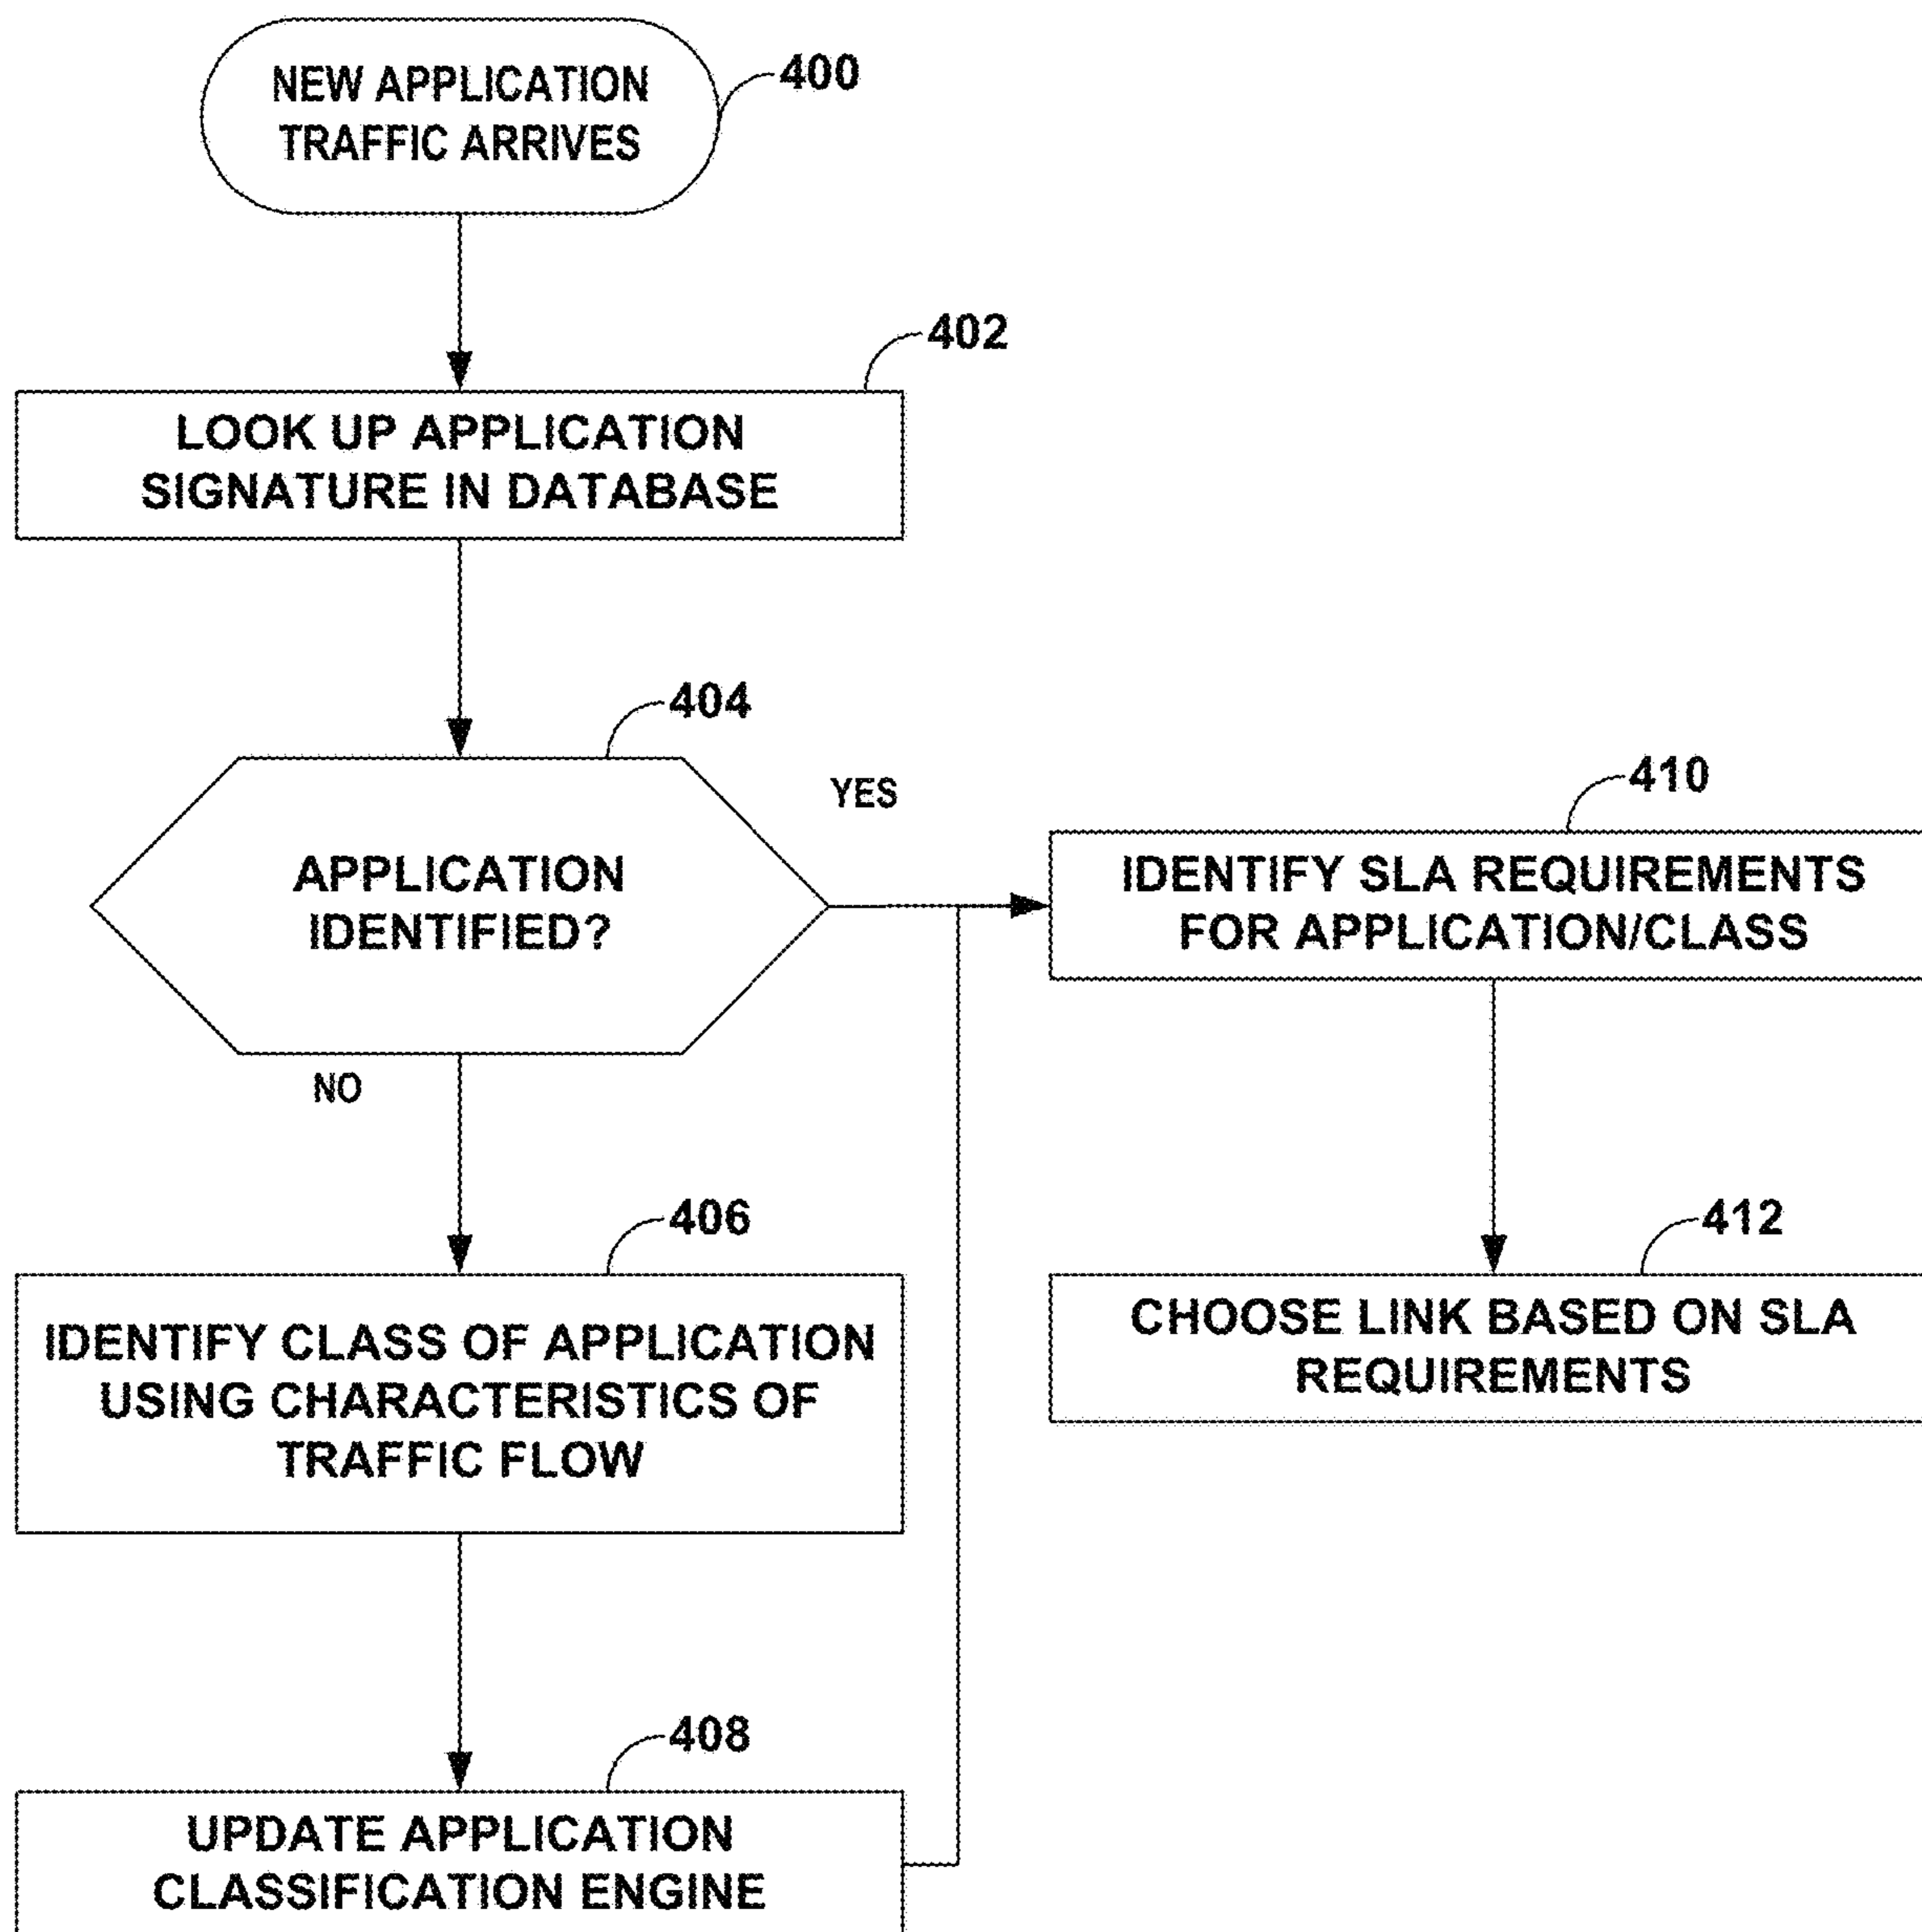 NEW APPLICATION
TRAFFIC ARRIVES
400
402
LOOK UP APPLICATION
SIGNATURE IN DATABASE
404
APPLICATION
IDENTIFIED?
YES
NO
406
IDENTIFY CLASS OF APPLICATION
USING CHARACTERISTICS OF
TRAFFIC FLOW
408
UPDATE APPLICATION
CLASSIFICATION ENGINE
410
IDENTIFY SLA REQUIREMENTS
FOR APPLICATION/CLASS
412
CHOOSE LINK BASED ON SLA
REQUIREMENTS